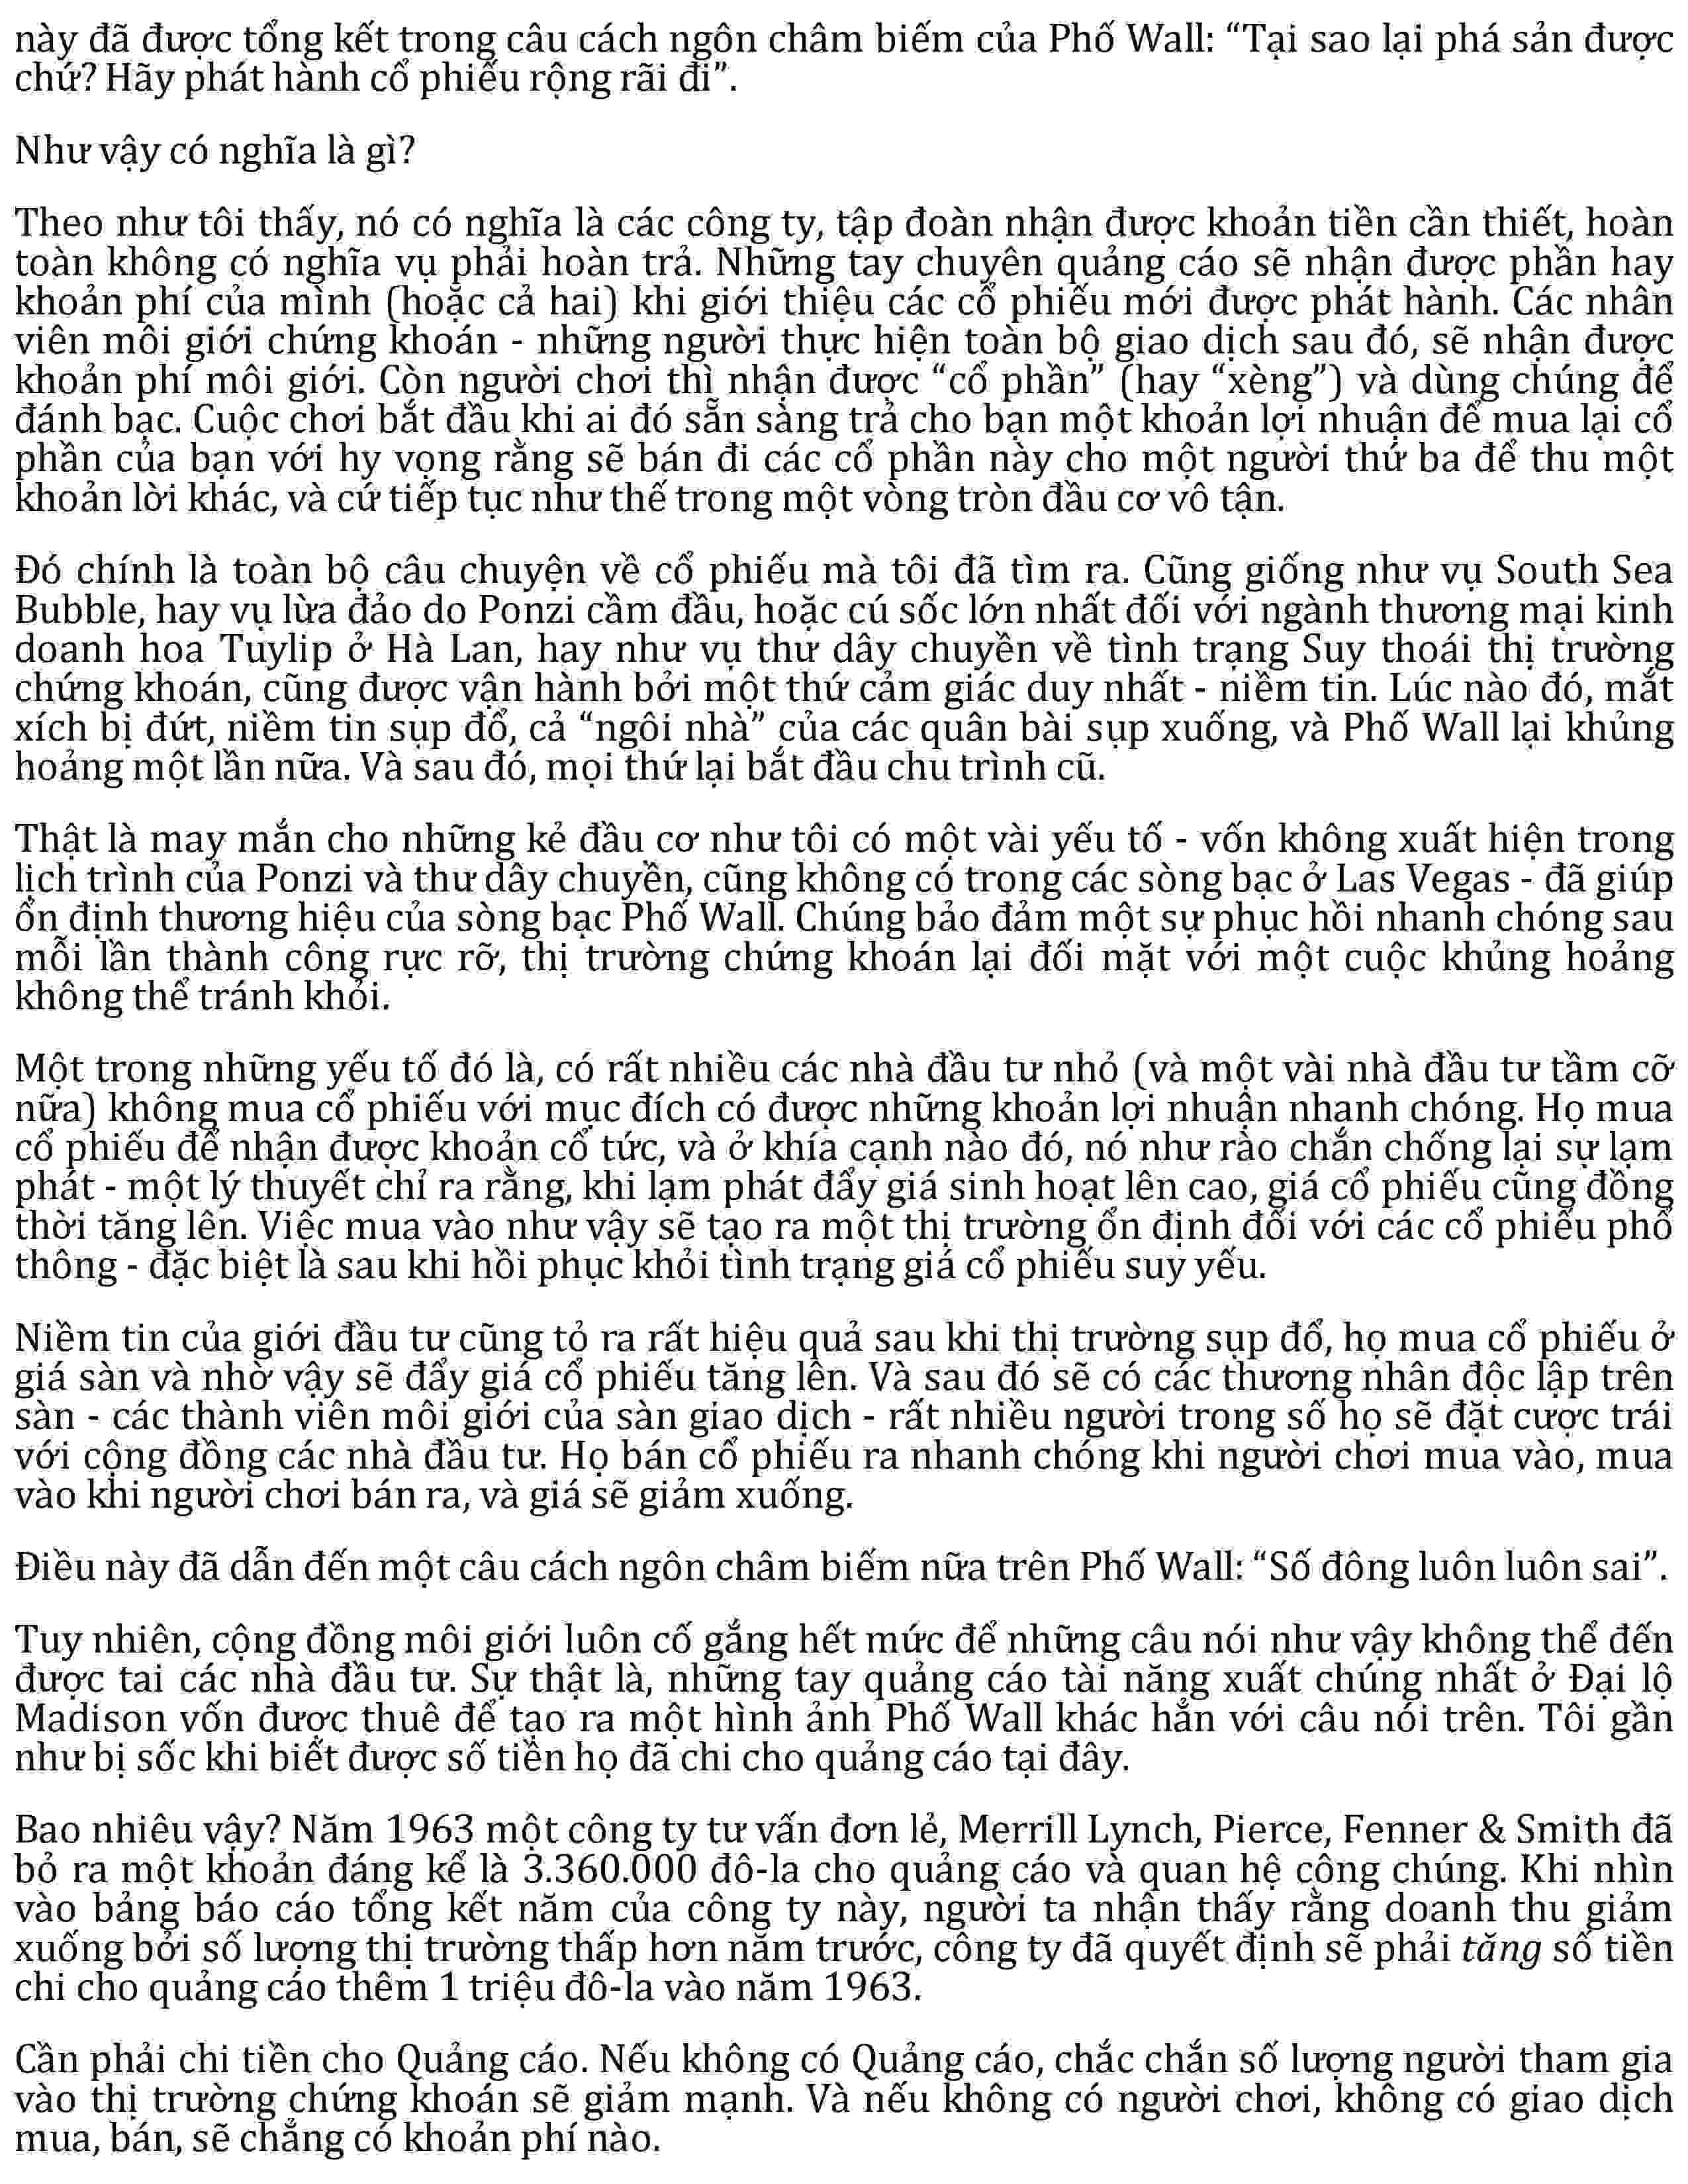 này đã được tổng kết trong câu cách ngôn châm biếm của Phố Wall: “Tại sao lại phá sản được
chứ? Hãy phát hành cổ phiếu rộng rãi đi”.
Như vậy có nghĩa là gì?
Theo như tôi thấy, nó có nghĩa là các công ty, tập đoàn nhận được khoản tiền cần thiết, hoàn
toàn không có nghĩa vụ phải hoàn trả. Những tay chuyên quảng cáo sẽ nhận được phần hay
khoản phí của mình (hoặc cả hai) khi giới thiệu các cổ phiếu mới được phát hành. Các nhân
viên môi giới chứng khoán - những người thực hiện toàn bộ giao dịch sau đó, sẽ nhận được
khoản phí môi giới. Còn người chơi thì nhận được “cổ phần” (hay “xèng”) và dùng chúng để
đánh bạc. Cuộc chơi bắt đầu khi ai đó sẵn sàng trả cho bạn một khoản lợi nhuận để mua lại cổ
phần của bạn với hy vọng rằng sẽ bán đi các cổ phần này cho một người thứ ba để thu một
khoản lời khác, và cứ tiếp tục như thế trong một vòng tròn đầu cơ vô tận.
Đó chính là toàn bộ câu chuyện về cổ phiếu mà tôi đã tìm ra. Cũng giống như vụ South Sea
Bubble, hay vụ lừa đảo do Ponzi cầm đầu, hoặc cú sốc lớn nhất đối với ngành thương mại kinh
doanh hoa Tuylip ở Hà Lan, hay như vụ thư dây chuyền về tình trạng Suy thoái thị trường
chứng khoán, cũng được vận hành bởi một thứ cảm giác duy nhất - niềm tin. Lúc nào đó, mắt
xích bị đứt, niềm tin sụp đổ, cả “ngôi nhà” của các quân bài sụp xuống, và Phố Wall lại khủng
hoảng một lần nữa. Và sau đó, mọi thứ lại bắt đầu chu trình cũ.
Thật là may mắn cho những kẻ đầu cơ như tôi có một vài yếu tố - vốn không xuất hiện trong
lịch trình của Ponzi và thư dây chuyền, cũng không có trong các sòng bạc ở Las Vegas - đã giúp
ổn định thương hiệu của sòng bạc Phố Wall. Chúng bảo đảm một sự phục hồi nhanh chóng sau
mỗi lần thành công rực rỡ, thị trường chứng khoán lại đối mặt với một cuộc khủng hoảng
không thể tránh khỏi.
Một trong những yếu tố đó là, có rất nhiều các nhà đầu tư nhỏ (và một vài nhà đầu tư tầm cỡ
nữa) không mua cổ phiếu với mục đích có được những khoản lợi nhuận nhanh chóng. Họ mua
cổ phiếu để nhận được khoản cổ tức, và ở khía cạnh nào đó, nó như rào chắn chống lại sự lạm
phát - một lý thuyết chỉ ra rằng, khi lạm phát đẩy giá sinh hoạt lên cao, giá cổ phiếu cũng đồng
thời tăng lên. Việc mua vào như vậy sẽ tạo ra một thị trường ổn định đối với các cổ phiếu phổ
thông - đặc biệt là sau khi hồi phục khỏi tình trạng giá cổ phiếu suy yếu.
Niềm tin của giới đầu tư cũng tỏ ra rất hiệu quả sau khi thị trường sụp đổ, họ mua cổ phiếu ở
giá sàn và nhờ vậy sẽ đẩy giá cổ phiếu tăng lên. Và sau đó sẽ có các thương nhân độc lập trên
sàn - các thành viên môi giới của sàn giao dịch - rất nhiều người trong số họ sẽ đặt cược trái
với cộng đồng các nhà đầu tư. Họ bán cổ phiếu ra nhanh chóng khi người chơi mua vào, mua
vào khi người chơi bán ra, và giá sẽ giảm xuống.
Điều này đã dẫn đến một câu cách ngôn châm biếm nữa trên Phố Wall: “Số đông luôn luôn sai”.
Tuy nhiên, cộng đồng môi giới luôn cố gắng hết mức để những câu nói như vậy không thể đến
được tai các nhà đầu tư. Sự thật là, những tay quảng cáo tài năng xuất chúng nhất ở Đại lộ
Madison vốn được thuê để tạo ra một hình ảnh Phố Wall khác hẳn với câu nói trên. Tôi gần
như bị sốc khi biết được số tiền họ đã chi cho quảng cáo tại đây.
Bao nhiêu vậy? Năm 1963 một công ty tư vấn đơn lẻ, Merrill Lynch, Pierce, Fenner & Smith đã
bỏ ra một khoản đáng kể là 3.360.000 đô-la cho quảng cáo và quan hệ công chúng. Khi nhìn
vào bảng báo cáo tổng kết năm của công ty này, người ta nhận thấy rằng doanh thu giảm
xuống bởi số lượng thị trường thấp hơn năm trước, công ty đã quyết định sẽ phải tăng số tiền
chi cho quảng cáo thêm 1 triệu đô-la vào năm 1963.
Cần phải chi tiền cho Quảng cáo. Nếu không có Quảng cáo, chắc chắn số lượng người tham gia
vào thị trường chứng khoán sẽ giảm mạnh. Và nếu không có người chơi, không có giao dịch
mua, bán, sẽ chẳng có khoản phí nào.